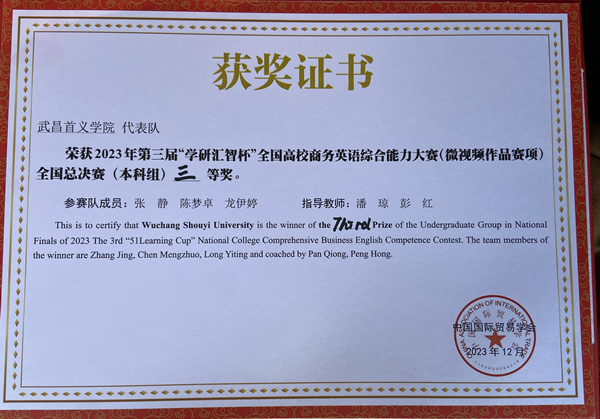 获奖证书
武昌首义学院 代表队
荣获2023年第三届“学研汇智杯”全国高校商务英语综合能力大赛(微视频作品赛项)
全国总决赛(本科组)三等奖。
参赛队成员:张 静 陈梦卓 龙伊婷 指导教师:潘 琼 彭 红
This is to certify that Wuchang Shouyi University is the winner of the Third Prize of the Undergraduate Group in National
Finals of 2023 The 3rd “51Learning Cup” National College Comprehensive Business English Competence Contest. The team members of
the winner are Zhang Jing, Chen Mengzhuo, Long Yiting and coached by Pan Qiong, Peng Hong.
CHINA ASSOCIATION OF INTERNATIONAL TRADE
中国国际贸易学会
2023年12月